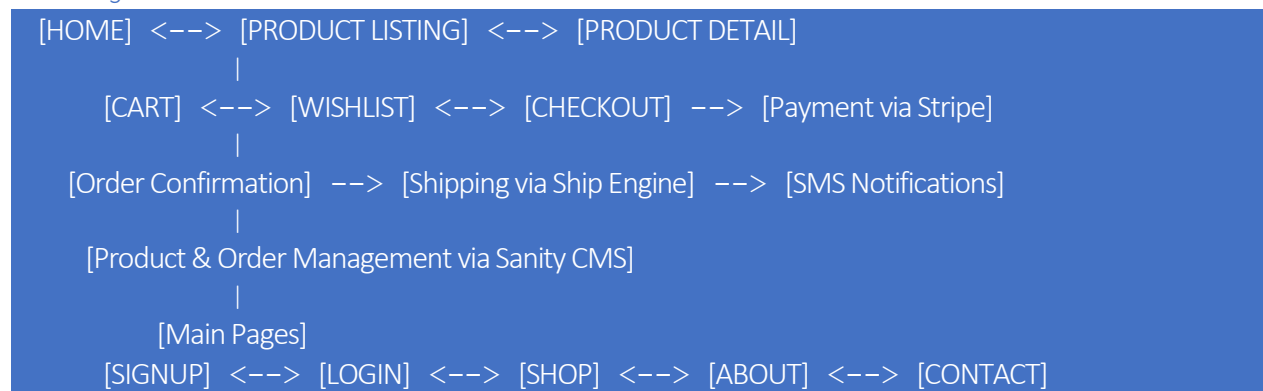 [HOME] <--> [PRODUCT LISTING] <--> [PRODUCT DETAIL]
|
[CART] <--> [WISHLIST] <--> [CHECKOUT] --> [Payment via Stripe]
|
[Order Confirmation] --> [Shipping via Ship Engine] --> [SMS Notifications]
|
[Product & Order Management via Sanity CMS]
|
[Main Pages]
[SIGNUP] <--> [LOGIN] <--> [SHOP] <--> [ABOUT] <--> [CONTACT]